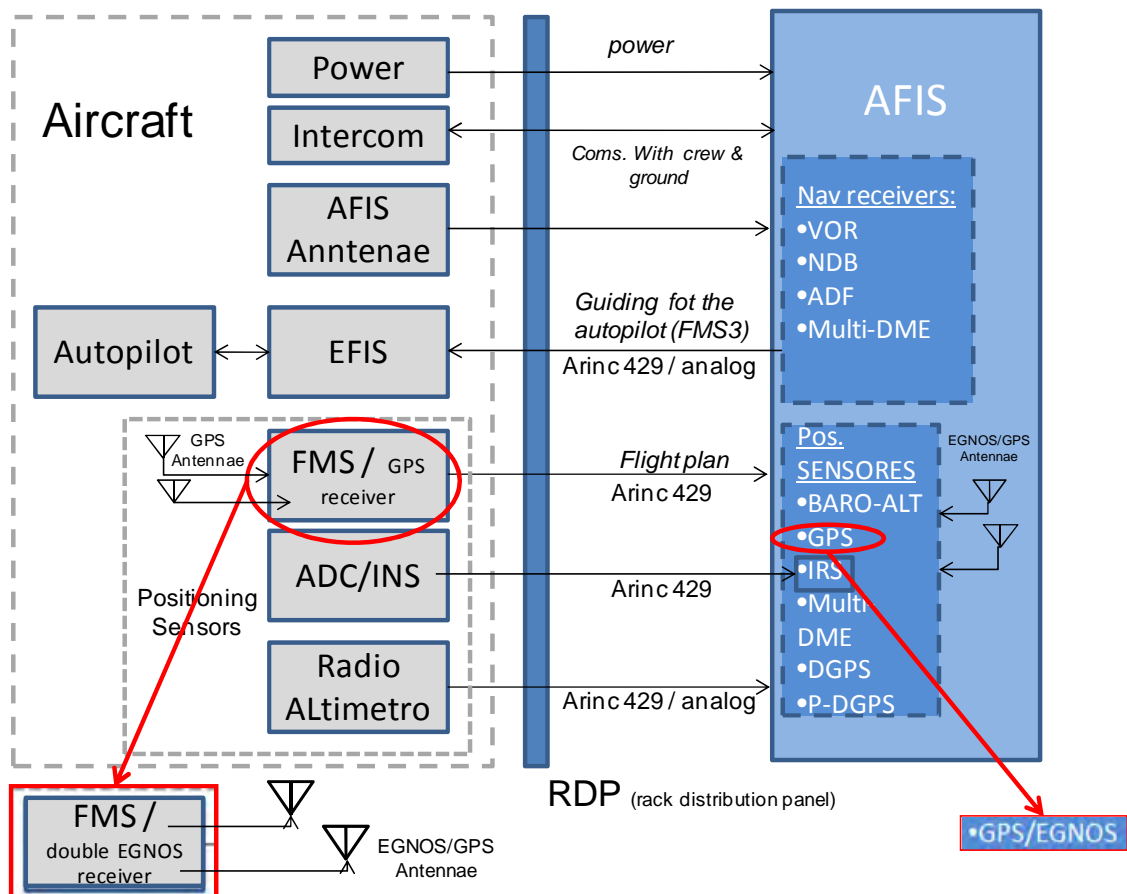 Aircraft
Power
Intercom
AFIS
Anntenae
Autopilot
EFIS
GPS
Antennae
FMS / GPS
receiver
ADC/INS
Positioning
Sensors
Radio
ALtimetro
power
Coms. With crew &
ground
Guiding fot the
autopilot (FMS3)
Arinc 429 / analog
Flight plan
Arinc 429
Arinc 429
Arinc 429 / analog
AFIS
Nav receivers:
•VOR
•NDB
•ADF
•Multi-DME
Pos.
SENSORES
•BARO-ALT
•GPS
•IRS
•Multi-
DME
•DGPS
•P-DGPS
EGNOS/GPS
Antennae
RDP (rack distribution panel)
FMS /
double EGNOS
receiver
EGNOS/GPS
Antennae
•GPS/EGNOS